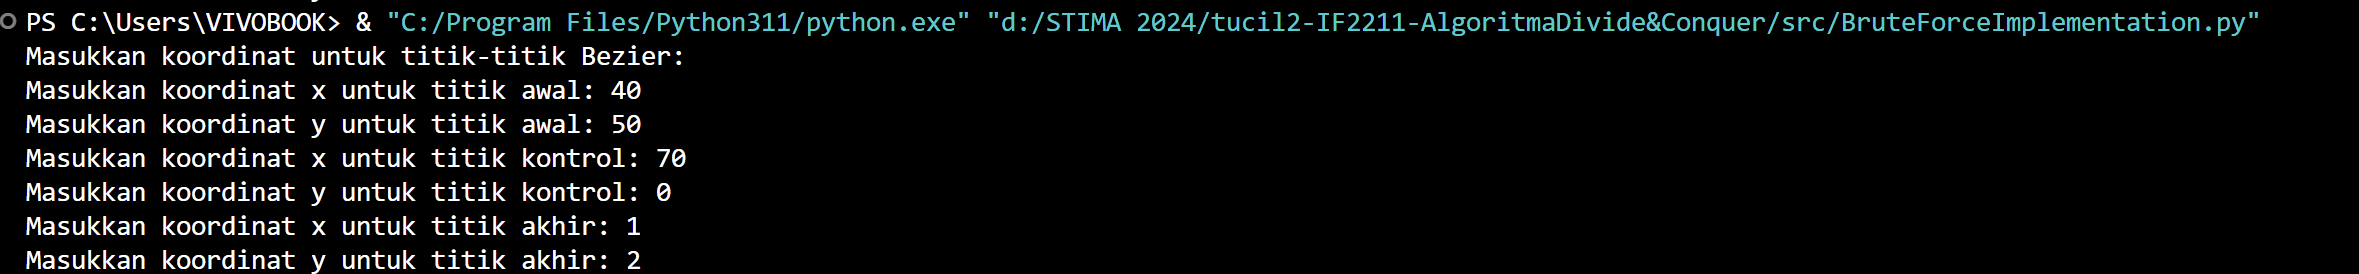 PS C:\Users\VIVOBOOK> & "C:/Program Files/Python311/python.exe" "d:/STIMA 2024/tucil2-IF2211-AlgoritmaDivide&Conquer/src/BruteForceImplementation.py"
Masukkan koordinat untuk titik-titik Bezier:
Masukkan koordinat x untuk titik awal: 40
Masukkan koordinat y untuk titik awal: 50
Masukkan koordinat x untuk titik kontrol: 70
Masukkan koordinat y untuk titik kontrol: 0
Masukkan koordinat x untuk titik akhir: 1
Masukkan koordinat y untuk titik akhir: 2